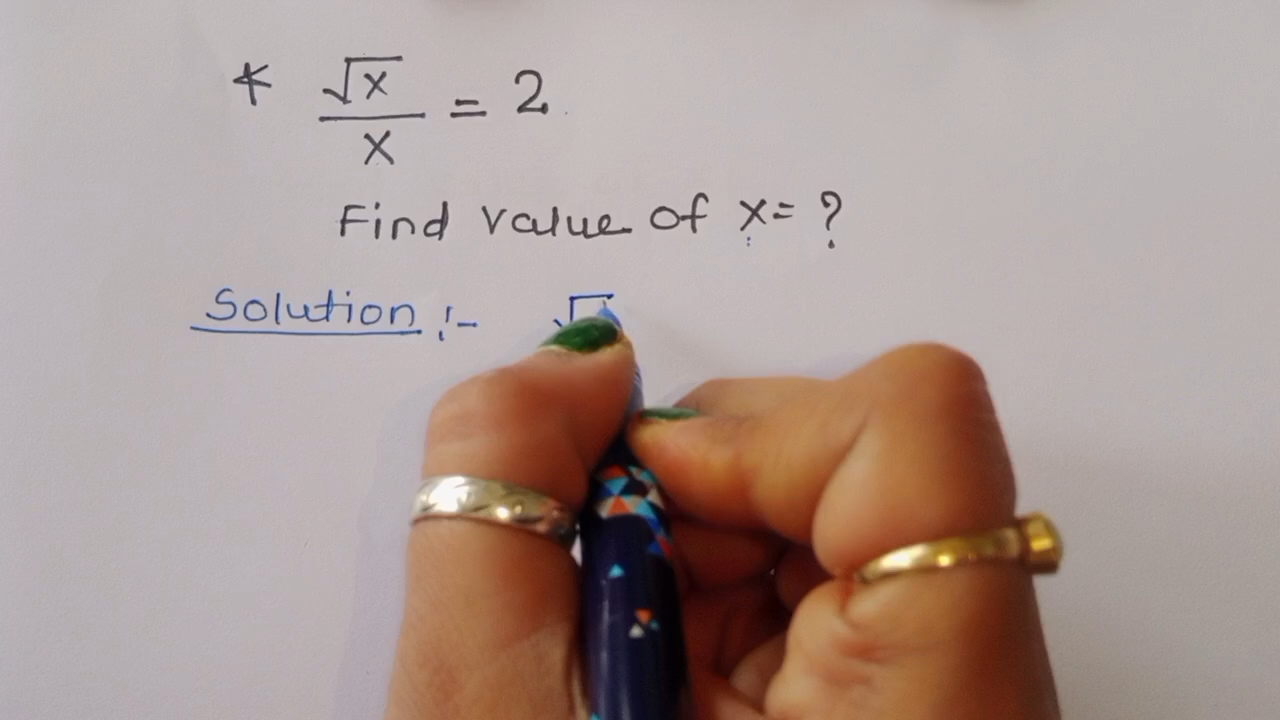 * √x / x = 2
Find value of x = ?
Solution :- √